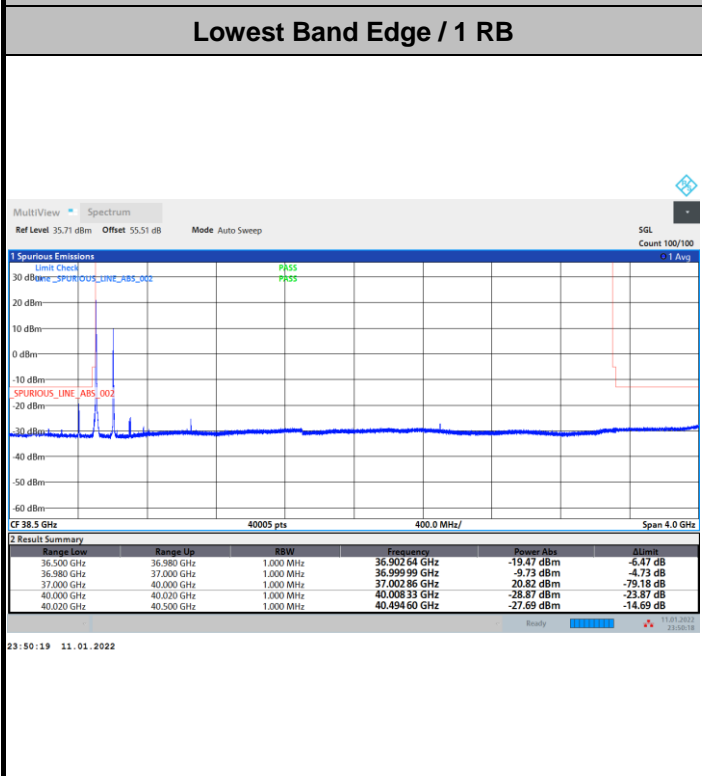 Lowest Band Edge / 1 RB
MultiView Spectrum
Ref Level 35.71 dBm Offset 55.51 dB Mode Auto Sweep SGL
Count 100/100
1 Spurious Emissions 1 Avg
Limit Check PASS
Line _SPURIOUS_LINE_ABS_002 PASS
30 dBm
20 dBm
10 dBm
0 dBm
-10 dBm
_SPURIOUS_LINE_ABS_002
-20 dBm
-30 dBm
-40 dBm
-50 dBm
-60 dBm
CF 38.5 GHz 40005 pts 400.0 MHz/ Span 4.0 GHz
2 Result Summary
Range Low Range Up RBW Frequency Power Abs ΔLimit
36.500 GHz 36.980 GHz 1.000 MHz 36.902 64 GHz -19.47 dBm -6.47 dB
36.980 GHz 37.000 GHz 1.000 MHz 36.999 99 GHz -9.73 dBm -4.73 dB
37.000 GHz 40.000 GHz 1.000 MHz 37.002 86 GHz 20.82 dBm -79.18 dB
40.000 GHz 40.020 GHz 1.000 MHz 40.008 33 GHz -28.87 dBm -23.87 dB
40.020 GHz 40.500 GHz 1.000 MHz 40.494 60 GHz -27.69 dBm -14.69 dB
Ready 11.01.2022
23:50:18
23:50:19 11.01.2022